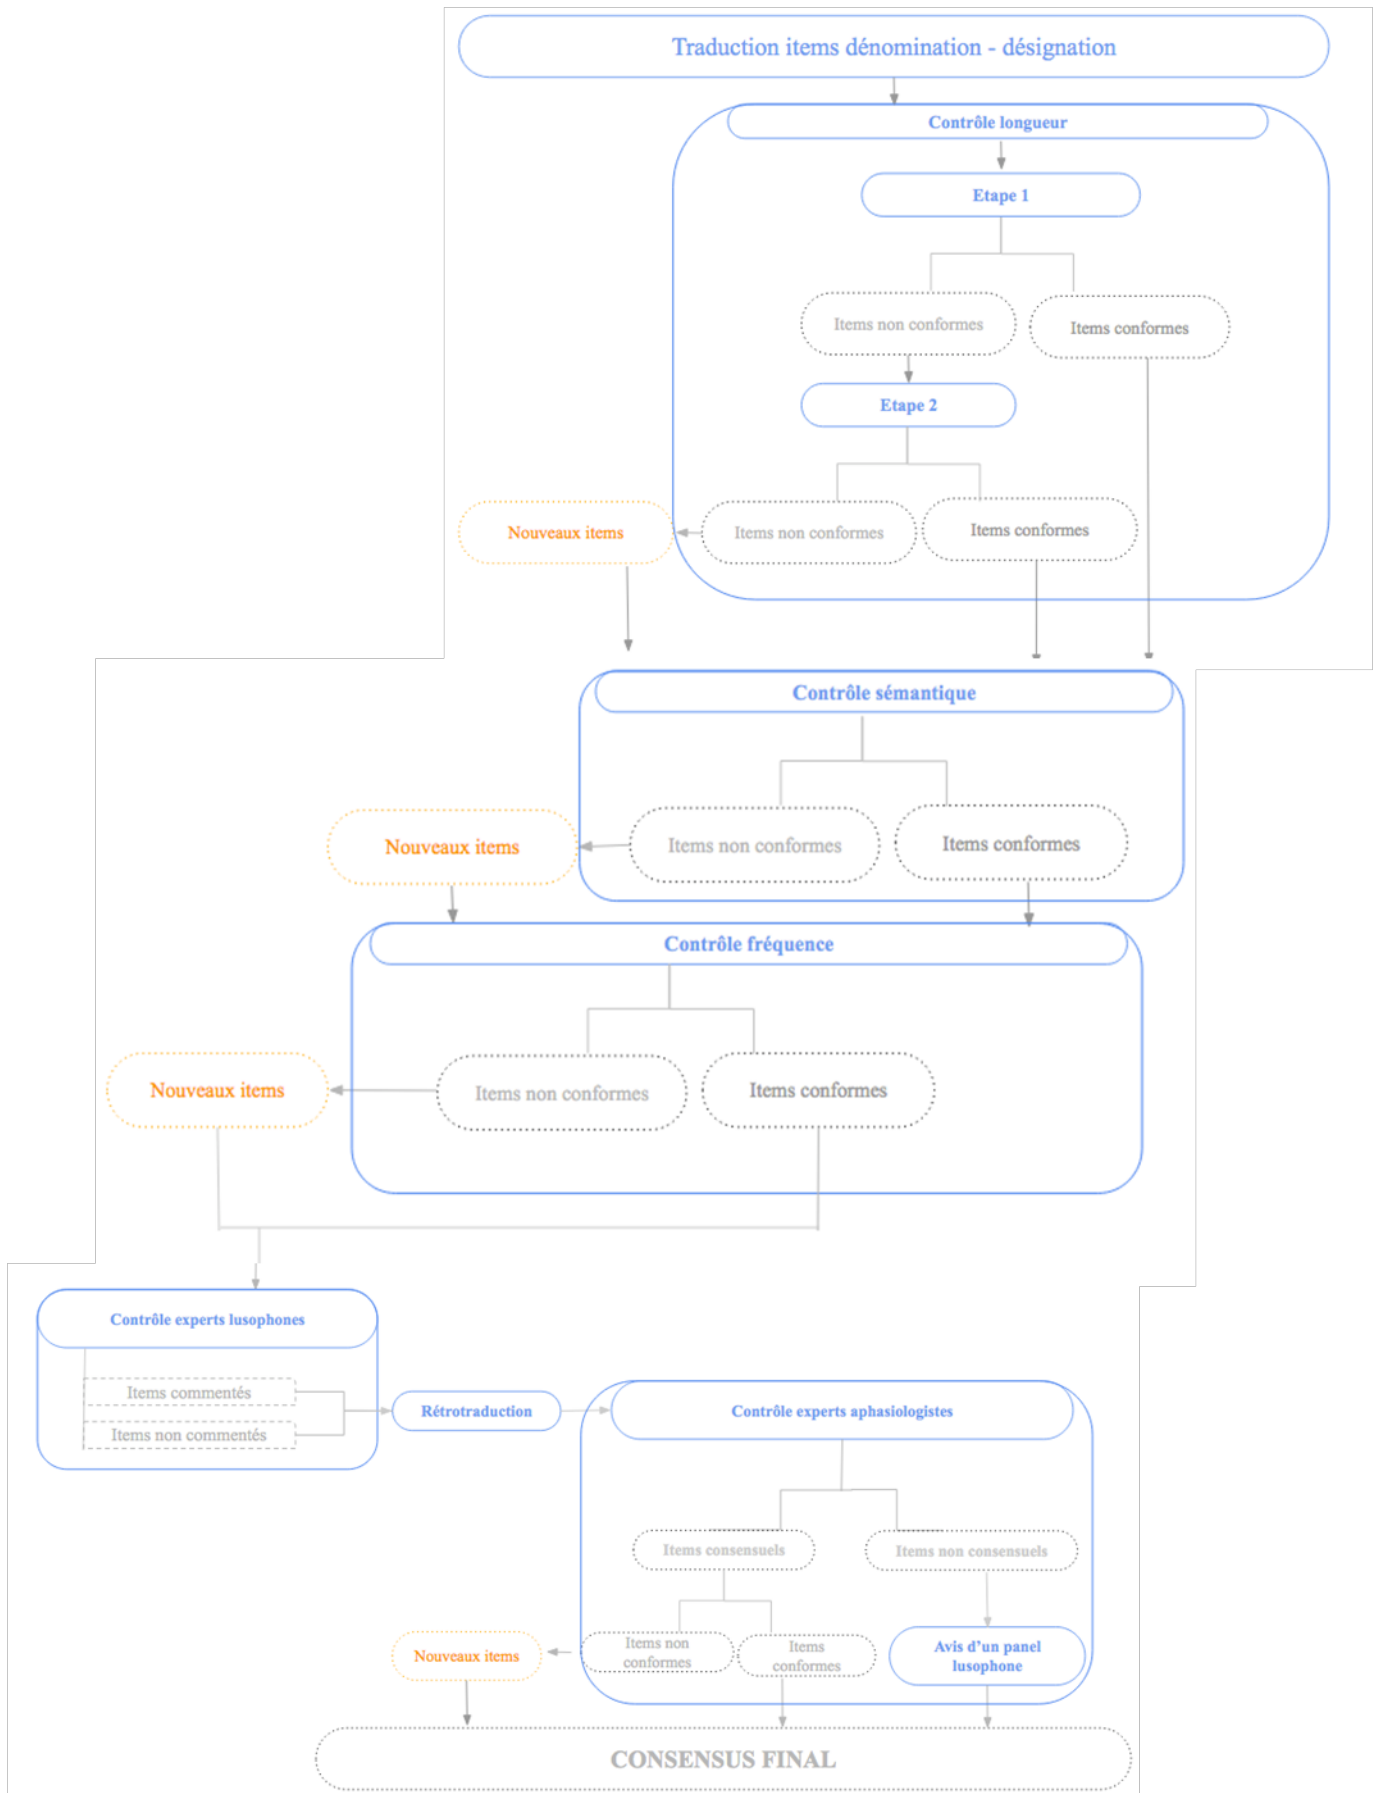 Traduction items dénomination - désignation
Contrôle longueur
Etape 1
Items non conformes
Items conformes
Etape 2
Nouveaux items
Items non conformes
Items conformes
Contrôle sémantique
Nouveaux items
Items non conformes
Items conformes
Contrôle fréquence
Nouveaux items
Items non conformes
Items conformes
Contrôle experts lusophones
Items commentés
Items non commentés
Rétrotraduction
Contrôle experts aphasiologistes
Items consensuels
Items non consensuels
Nouveaux items
Items non
conformes
Items
conformes
Avis d'un panel
lusophone
CONSENSUS FINAL